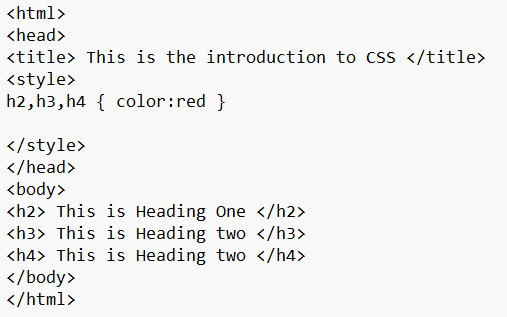 <html>
<head>
<title> This is the introduction to CSS </title>
<style>
h2,h3,h4 { color:red }

</style>
</head>
<body>
<h2> This is Heading One </h2>
<h3> This is Heading two </h3>
<h4> This is Heading two </h4>
</body>
</html>